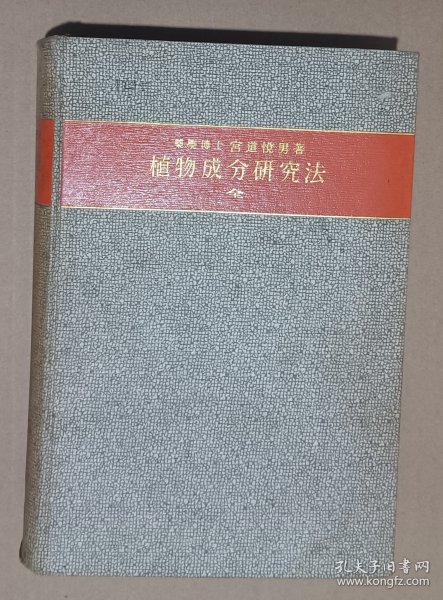 藥學博士 宮道悅男著
植物成分研究法
全
孔夫子旧书网
www.kongfz.com